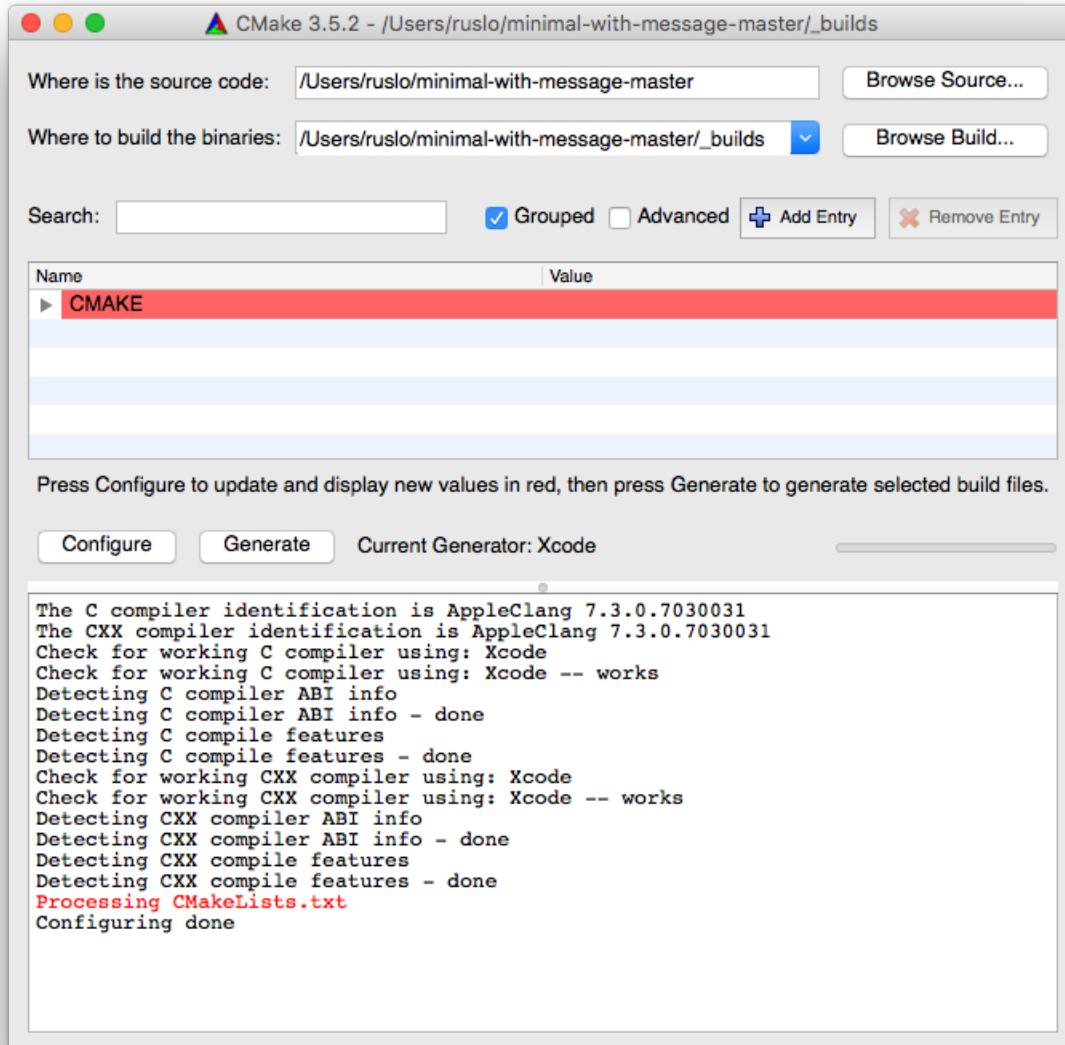 CMake 3.5.2 - /Users/ruslo/minimal-with-message-master/_builds
Where is the source code: /Users/ruslo/minimal-with-message-master Browse Source...
Where to build the binaries: /Users/ruslo/minimal-with-message-master/_builds Browse Build...
Search: Grouped Advanced Add Entry Remove Entry
Name Value
CMAKE
Press Configure to update and display new values in red, then press Generate to generate selected build files.
Configure Generate Current Generator: Xcode
The C compiler identification is AppleClang 7.3.0.7030031
The CXX compiler identification is AppleClang 7.3.0.7030031
Check for working C compiler using: Xcode
Check for working C compiler using: Xcode -- works
Detecting C compiler ABI info
Detecting C compiler ABI info - done
Detecting C compile features
Detecting C compile features - done
Check for working CXX compiler using: Xcode
Check for working CXX compiler using: Xcode -- works
Detecting CXX compiler ABI info
Detecting CXX compiler ABI info - done
Detecting CXX compile features
Detecting CXX compile features - done
Processing CMakeLists.txt
Configuring done